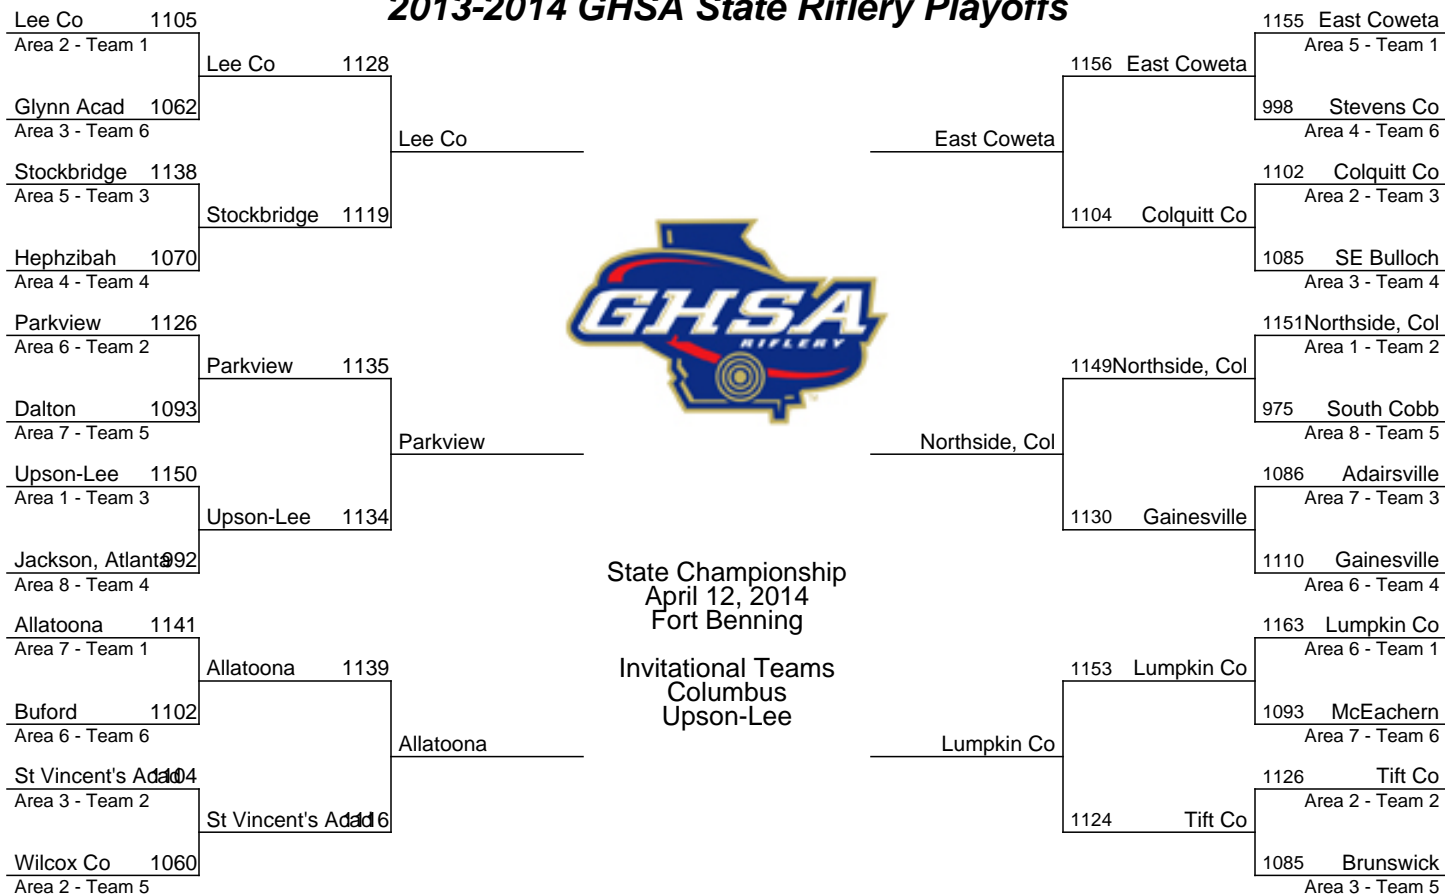 2013-2014 GHSA State Riflery Playoffs
Lee Co 1105
Area 2 - Team 1
Glynn Acad 1062
Area 3 - Team 6
Stockbridge 1138
Area 5 - Team 3
Hephzibah 1070
Area 4 - Team 4
Parkview 1126
Area 6 - Team 2
Dalton 1093
Area 7 - Team 5
Upson-Lee 1150
Area 1 - Team 3
Jackson, Atlanta 992
Area 8 - Team 4
Allatoona 1141
Area 7 - Team 1
Buford 1102
Area 6 - Team 6
St Vincent's Acad 1104
Area 3 - Team 2
Wilcox Co 1060
Area 2 - Team 5
Lee Co 1128
Stockbridge 1119
Parkview 1135
Upson-Lee 1134
Allatoona 1139
St Vincent's Acad 1116
Lee Co
Parkview
Allatoona
GHSA
RIFLERY
State Championship
April 12, 2014
Fort Benning
Invitational Teams
Columbus
Upson-Lee
East Coweta
Northside, Col
Lumpkin Co
1156 East Coweta
1104 Colquitt Co
1149 Northside, Col
1130 Gainesville
1153 Lumpkin Co
1124 Tift Co
1155 East Coweta
Area 5 - Team 1
998 Stevens Co
Area 4 - Team 6
1102 Colquitt Co
Area 2 - Team 3
1085 SE Bulloch
Area 3 - Team 4
1151 Northside, Col
Area 1 - Team 2
975 South Cobb
Area 8 - Team 5
1086 Adairsville
Area 7 - Team 3
1110 Gainesville
Area 6 - Team 4
1163 Lumpkin Co
Area 6 - Team 1
1093 McEachern
Area 7 - Team 6
1126 Tift Co
Area 2 - Team 2
1085 Brunswick
Area 3 - Team 5